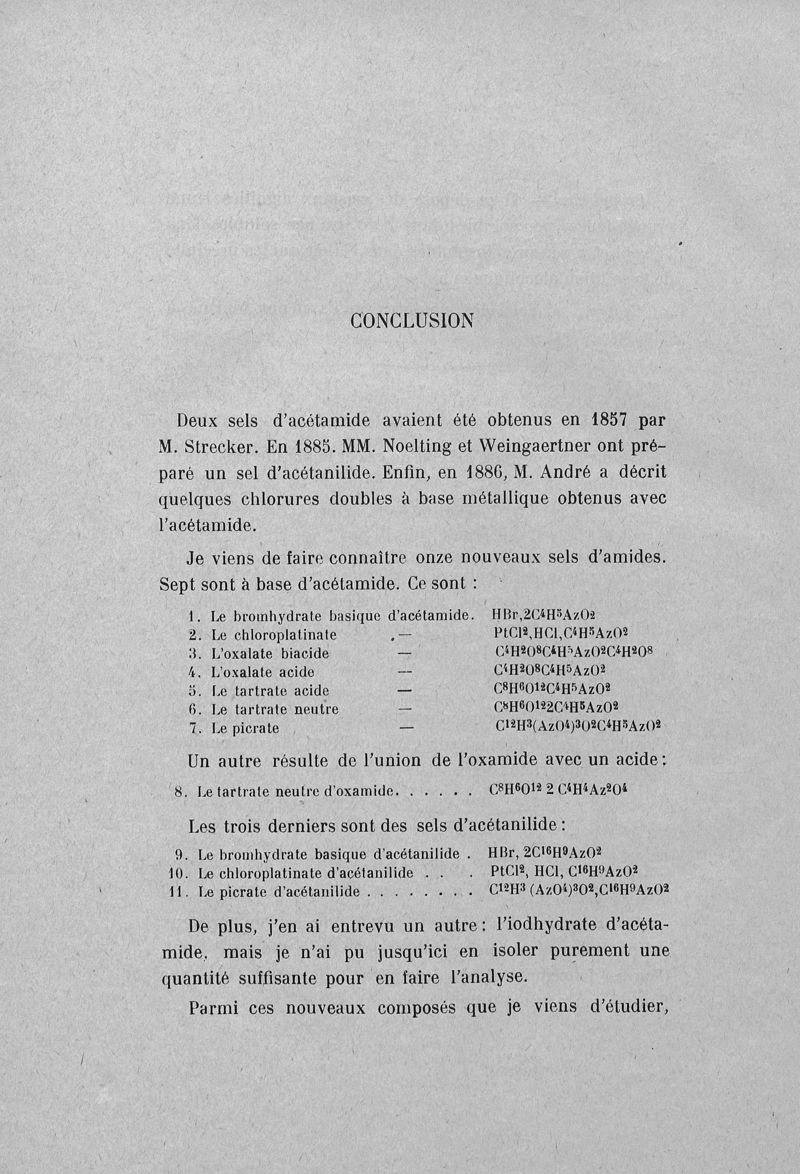 CONCLUSION
Deux sels d'acétamide avaient été obtenus en 1857 par
M. Strecker. En 1885. MM. Noelting et Weingaertner ont pré-
paré un sel d'acétanilide. Enfin, en 1886, M. André a décrit
quelques chlorures doubles à base métallique obtenus avec
l'acétamide.
Je viens de faire connaître onze nouveaux sels d'amides.
Sept sont à base d'acétamide. Ce sont :
1. Le bromhydrate basique d'acétamide. HBr,2C⁴H⁵AzO²
2. Le chloroplatinate — PtCl²,HCl,C⁴H⁵AzO²
3. L'oxalate biacide — C⁴H²O⁸C⁴H⁵AzO²C⁴H²O⁸
4. L'oxalate acide — C⁴H²O⁸C⁴H⁵AzO²
5. Le tartrate acide — C⁸H⁶O¹²C⁴H⁵AzO²
6. Le tartrate neutre — C⁸H⁶O¹²2C⁴H⁵AzO²
7. Le picrate — C¹²H³(AzO⁴)³O²C⁴H⁵AzO²
Un autre résulte de l'union de l'oxamide avec un acide :
8. Le tartrate neutre d'oxamide. . . . . . C⁸H⁶O¹² 2 C⁴H⁴Az²O⁴
Les trois derniers sont des sels d'acétanilide :
9. Le bromhydrate basique d'acétanilide . HBr, 2C¹⁶H⁹AzO²
10. Le chloroplatinate d'acétanilide . . . PtCl², HCl, C¹⁶H⁹AzO²
11. Le picrate d'acétanilide . . . . . . . . C¹²H³ (AzO⁴)³O²,C¹⁶H⁹AzO²
De plus, j'en ai entrevu un autre : l'iodhydrate d'acéta-
mide, mais je n'ai pu jusqu'ici en isoler purement une
quantité suffisante pour en faire l'analyse.
Parmi ces nouveaux composés que je viens d'étudier,